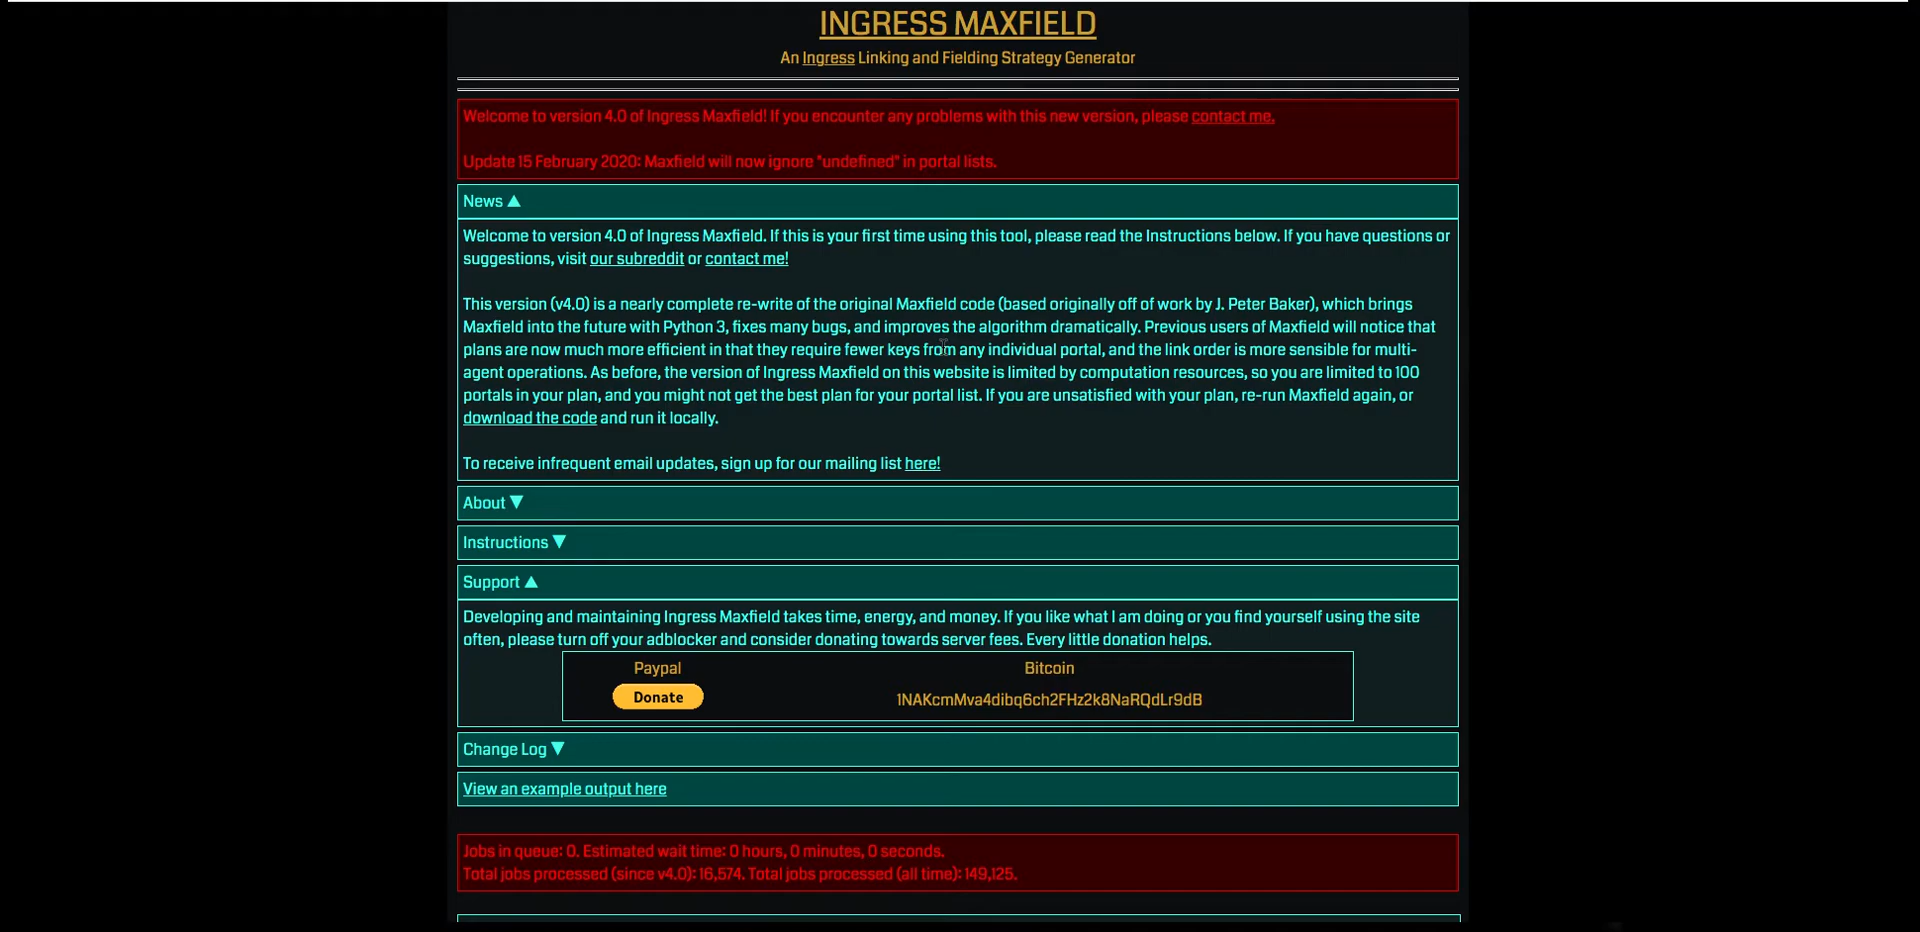 INGRESS MAXFIELD
An Ingress Linking and Fielding Strategy Generator
Welcome to version 4.0 of Ingress Maxfield! If you encounter any problems with this new version, please contact me.
Update 15 February 2020: Maxfield will now ignore "undefined" in portal lists.
News ▲
Welcome to version 4.0 of Ingress Maxfield. If this is your first time using this tool, please read the Instructions below. If you have questions or
suggestions, visit our subreddit or contact me!
This version (v4.0) is a nearly complete re-write of the original Maxfield code (based originally off of work by J. Peter Baker), which brings
Maxfield into the future with Python 3, fixes many bugs, and improves the algorithm dramatically. Previous users of Maxfield will notice that
plans are now much more efficient in that they require fewer keys from any individual portal, and the link order is more sensible for multi-
agent operations. As before, the version of Ingress Maxfield on this website is limited by computation resources, so you are limited to 100
portals in your plan, and you might not get the best plan for your portal list. If you are unsatisfied with your plan, re-run Maxfield again, or
download the code and run it locally.
To receive infrequent email updates, sign up for our mailing list here!
About ▼
Instructions ▼
Support ▲
Developing and maintaining Ingress Maxfield takes time, energy, and money. If you like what I am doing or you find yourself using the site
often, please turn off your adblocker and consider donating towards server fees. Every little donation helps.
Paypal Bitcoin
Donate 1NAKcmMva4dibq6ch2FHz2k8NaRQdLr9dB
Change Log ▼
View an example output here
Jobs in queue: 0. Estimated wait time: 0 hours, 0 minutes, 0 seconds.
Total jobs processed (since v4.0): 16,574. Total jobs processed (all time): 149,125.